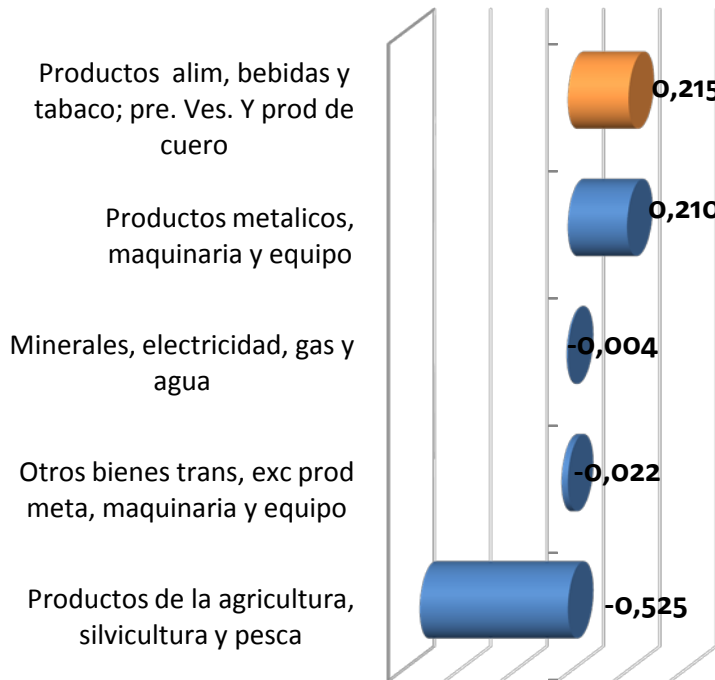 Productos alim, bebidas y
tabaco; pre. Ves. Y prod de
cuero
0,215
Productos metalicos,
maquinaria y equipo
0,210
Minerales, electricidad, gas y
agua
-0,004
Otros bienes trans, exc prod
meta, maquinaria y equipo
-0,022
Productos de la agricultura,
silvicultura y pesca
-0,525